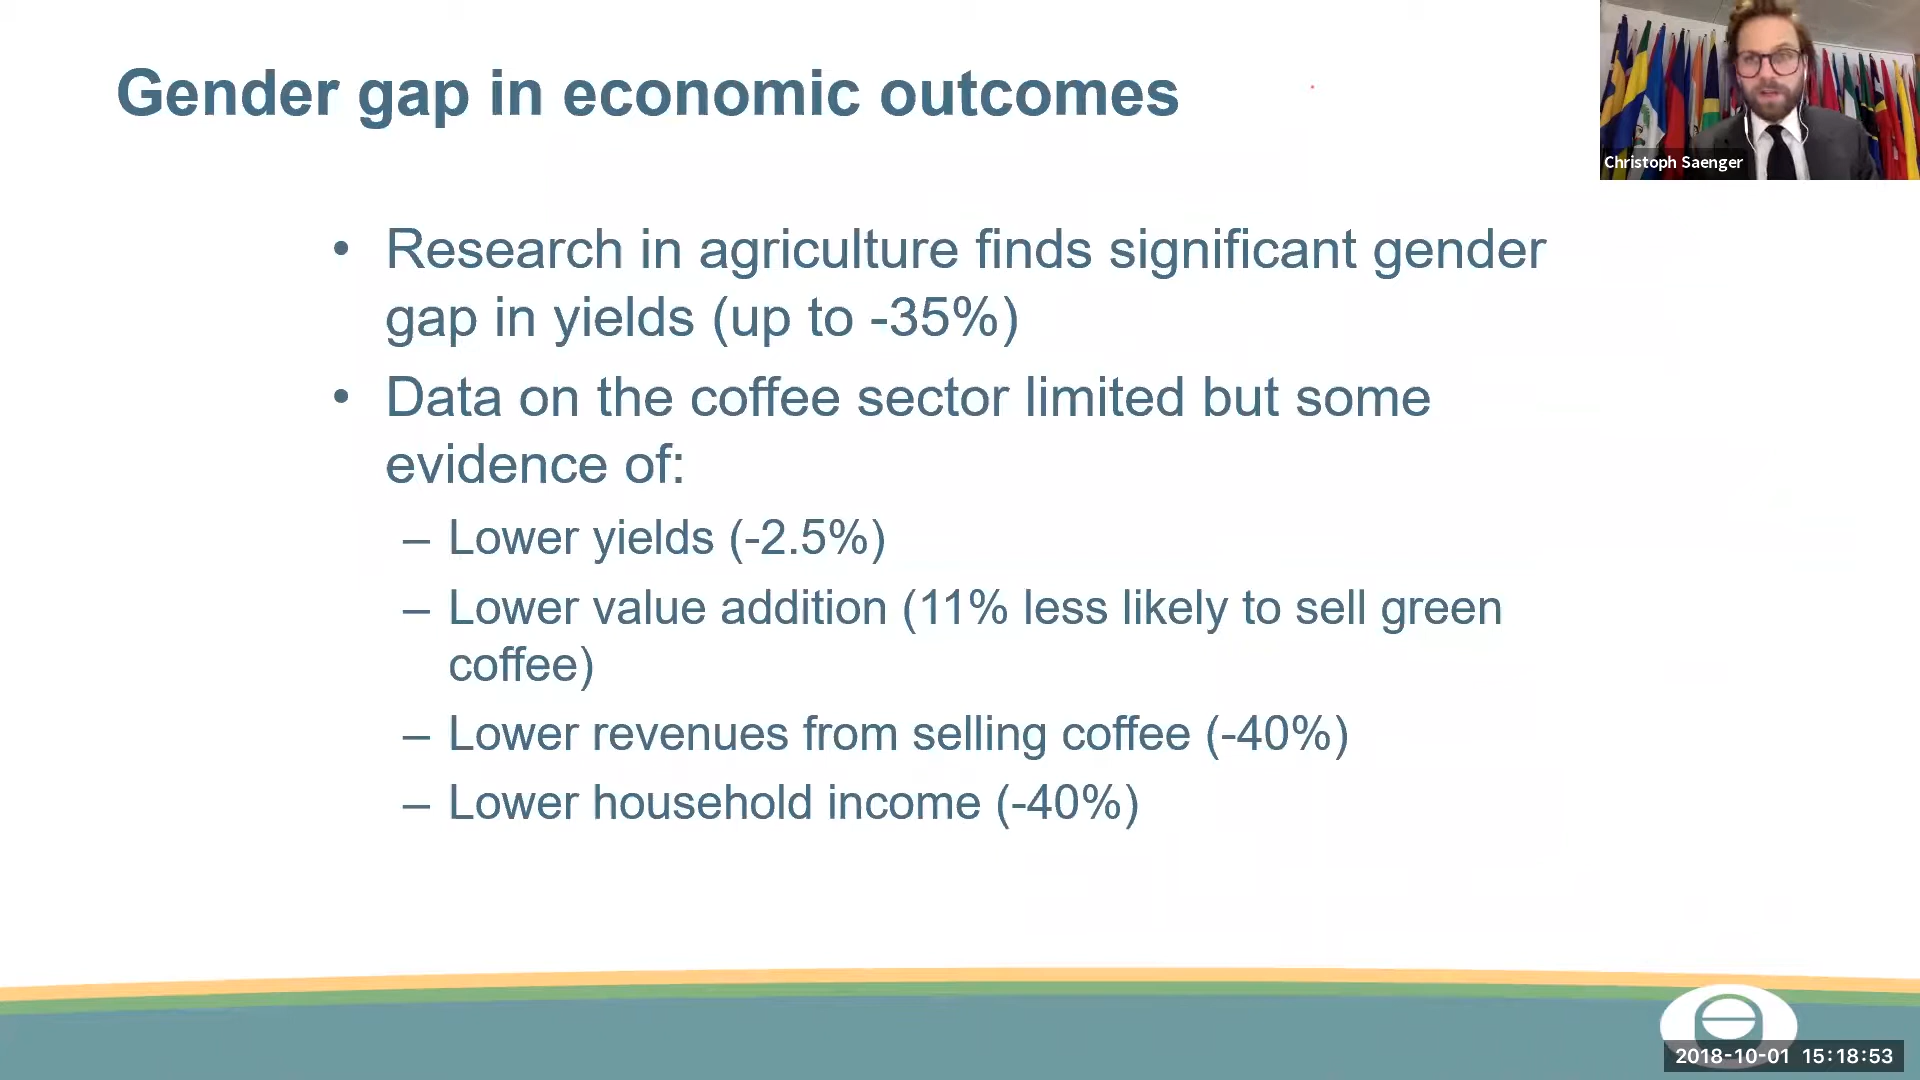 Gender gap in economic outcomes
Christoph Saenger
• Research in agriculture finds significant gender
gap in yields (up to -35%)
• Data on the coffee sector limited but some
evidence of:
– Lower yields (-2.5%)
– Lower value addition (11% less likely to sell green
coffee)
– Lower revenues from selling coffee (-40%)
– Lower household income (-40%)
2018-10-01 15:18:53